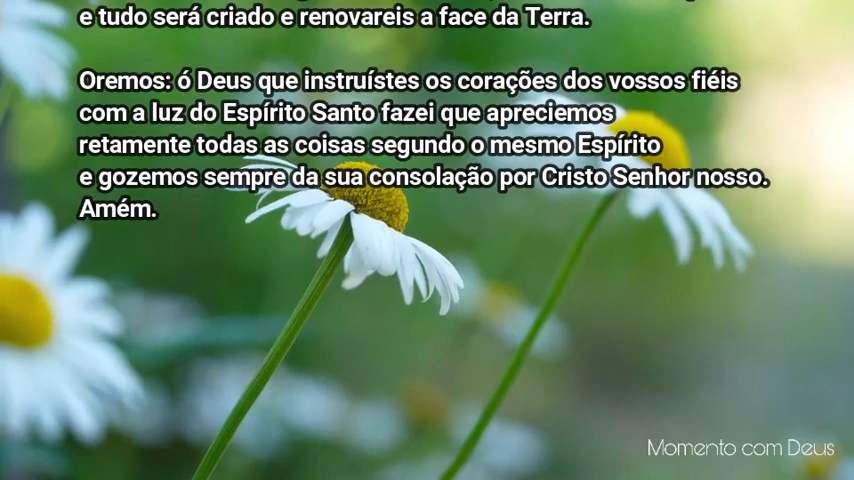 e tudo será criado e renovareis a face da Terra.
Oremos: ó Deus que instruístes os corações dos vossos fiéis
com a luz do Espírito Santo fazei que apreciemos
retamente todas as coisas segundo o mesmo Espírito
e gozemos sempre da sua consolação por Cristo Senhor nosso.
Amém.
Momento com Deus